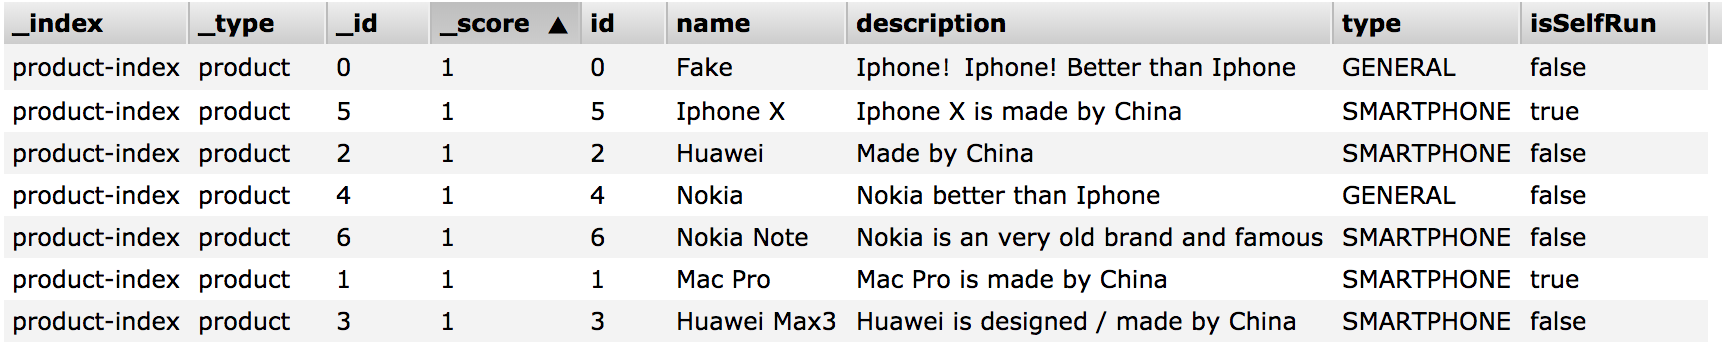 _index _type _id _score ▲ id name description type isSelfRun
product-index product 0 1 0 Fake Iphone！Iphone! Better than Iphone GENERAL false
product-index product 5 1 5 Iphone X Iphone X is made by China SMARTPHONE true
product-index product 2 1 2 Huawei Made by China SMARTPHONE false
product-index product 4 1 4 Nokia Nokia better than Iphone GENERAL false
product-index product 6 1 6 Nokia Note Nokia is an very old brand and famous SMARTPHONE false
product-index product 1 1 1 Mac Pro Mac Pro is made by China SMARTPHONE true
product-index product 3 1 3 Huawei Max3 Huawei is designed / made by China SMARTPHONE false